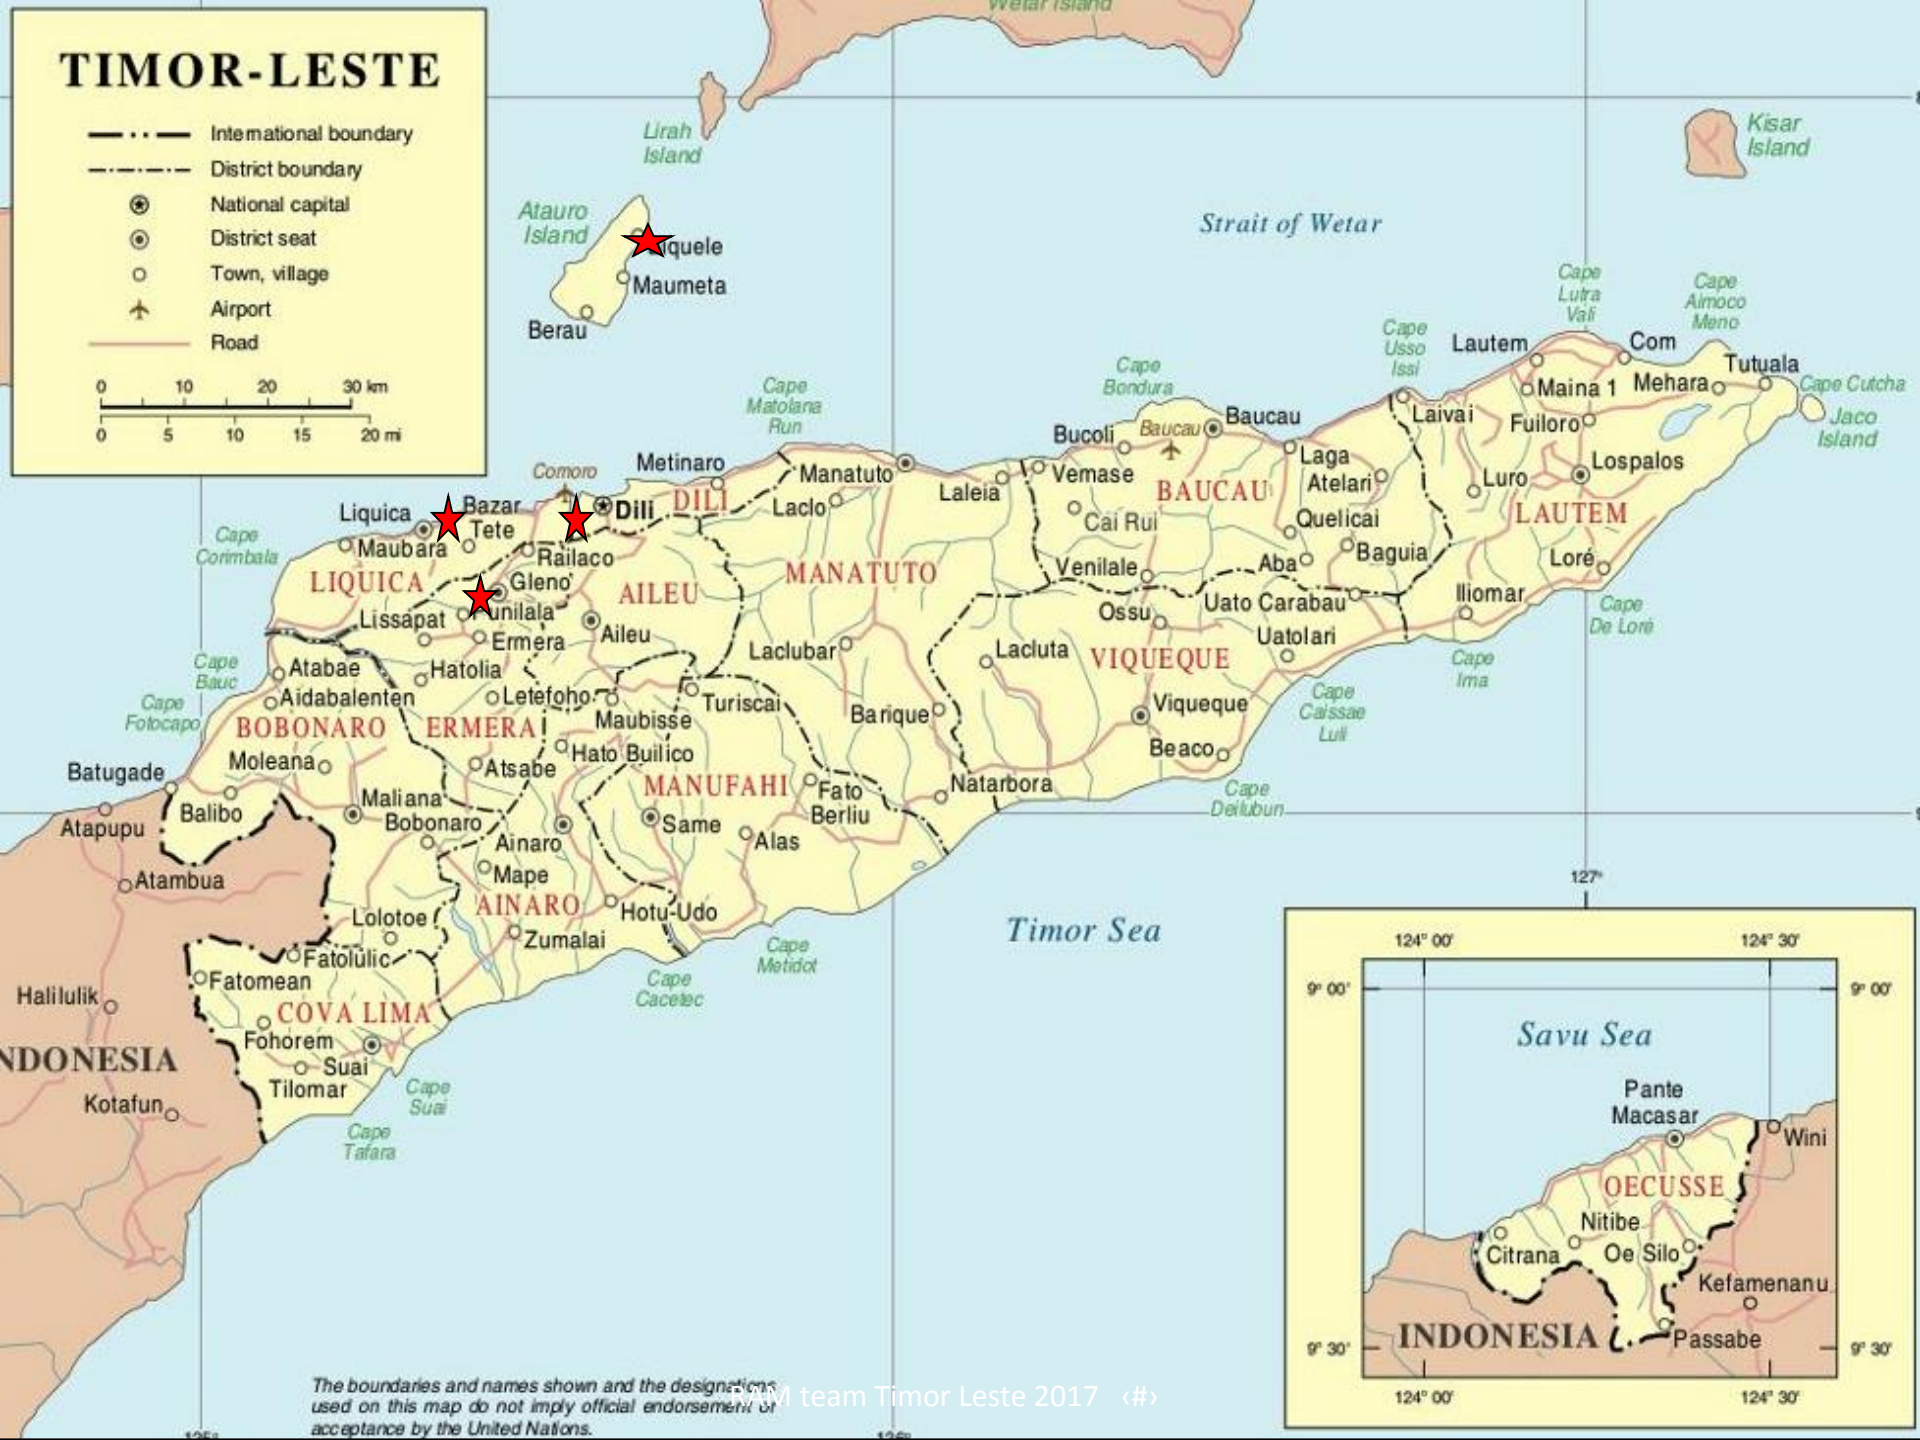 Wetar Island
TIMOR-LESTE
International boundary
District boundary
National capital
District seat
Town, village
Airport
Road
0 10 20 30 km
0 5 10 15 20 mi
Lirah
Island
Kisar
Island
Atauro
Island
Strait of Wetar
Maumeta
Berau
Cape
Lutra
Vali
Cape
Aimoco
Meno
Cape
Usso
Issi
Cape
Bondura
Cape
Matolana
Run
Lautem
Com
Tutuala
Cape Cutcha
Jaco
Island
Maina 1
Mehara
Fuiloro
Laivai
Baucau
Baucau
Bucoli
Laga
Atelari
Luro
Lospalos
LAUTEM
Vemase
BAUCAU
Manatuto
Laleia
Laclo
Metinaro
Comoro
DILI
Dili
Bazar
Tete
Liquica
Cape
Corimbala
Maubara
Railaco
Cai Rui
Quelicai
Baguia
Aba
Loré
Venilale
LIQUICA
Gleno
AILEU
MANATUTO
Iliomar
Uato Carabau
Ossu
Lissapat
Ermera
Aileu
Cape
De Loré
Uatolari
Laclubar
Lacluta
VIQUEQUE
Cape
Ima
Cape
Bauc
Atabae
Hatolia
Aidabalenten
Letefoho
Turiscai
Cape
Fotocapo
BOBONARO
ERMERA
Maubisse
Barique
Viqueque
Cape
Caissae
Luli
Moleana
Hato Builico
Beaco
Batugade
Atsabe
MANUFAHI
Fato
Berliu
Natarbora
Cape
Deilubun
Balibo
Maliana
Atapupu
Bobonaro
Same
Ainaro
Alas
Mape
Atambua
AINARO
Lolotoe
Hotu-Udo
Timor Sea
127°
Zumalai
Fatolulic
Cape
Metidot
Fatomean
Cape
Cacetec
Halilulik
COVA LIMA
Fohorem
Suai
Tilomar
NDONESIA
Cape
Suai
Kotafun
Cape
Tafara
124° 00'
124° 30'
9° 00'
9° 00'
Savu Sea
Pante
Macasar
Wini
OECUSSE
Nitibe
Citrana
Oe Silo
Kefamenanu
INDONESIA
Passabe
9° 30'
9° 30'
124° 00'
124° 30'
The boundaries and names shown and the designations
used on this map do not imply official endorsement or
acceptance by the United Nations.
RAM team Timor Leste 2017 ‹#›